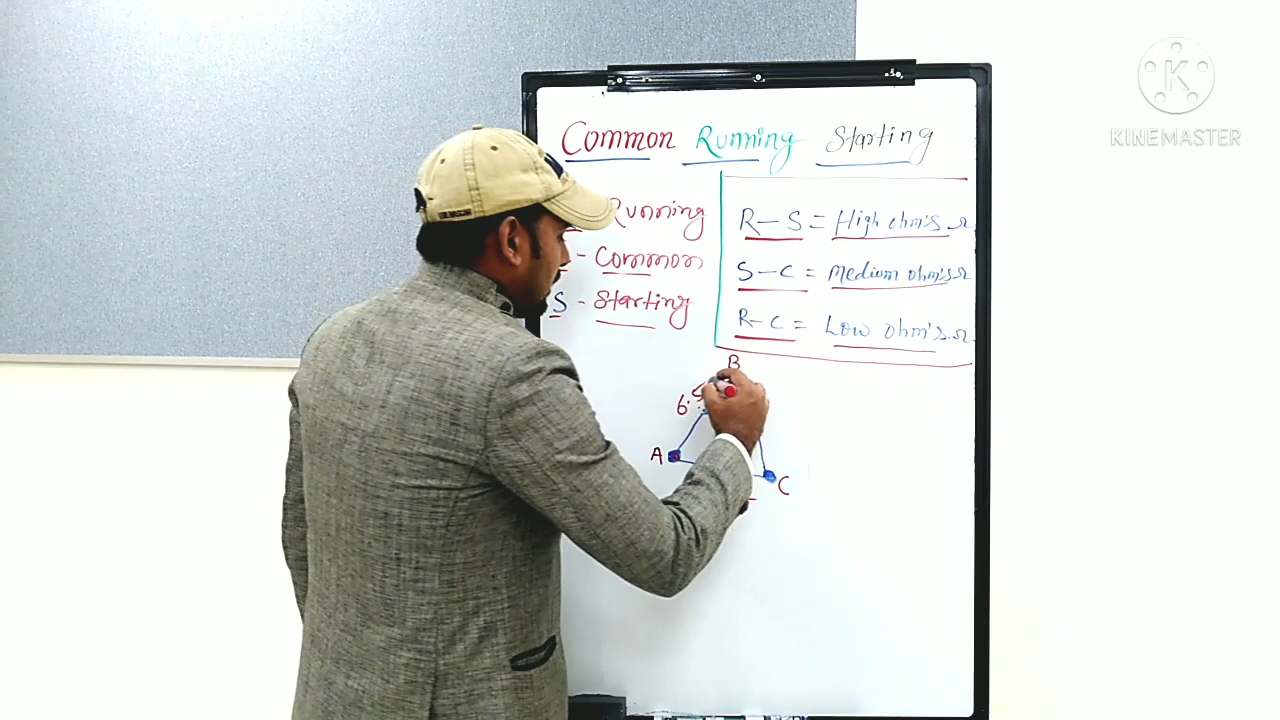 Common Running Starting
Running
- Common
S - Starting
R - S = High ohm's Ω
S - C = Medium ohm's Ω
R - C = Low ohm's. Ω
B
A
C
K
KINEMASTER